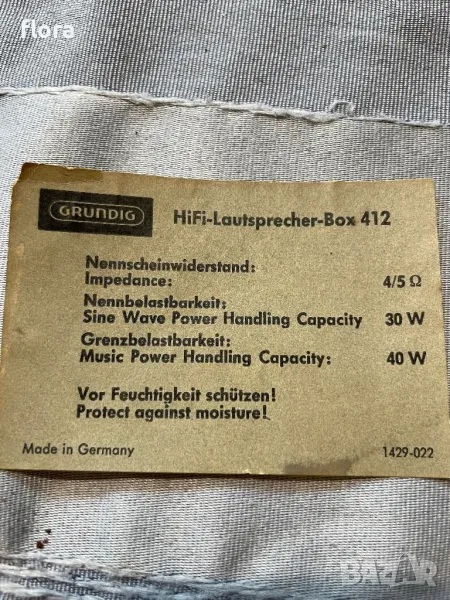 flora
GRUNDIG
HiFi-Lautsprecher-Box 412
Nennscheinwiderstand:
Impedance: 4/5 Ω
Nennbelastbarkeit:
Sine Wave Power Handling Capacity 30 W
Grenzbelastbarkeit:
Music Power Handling Capacity: 40 W
Vor Feuchtigkeit schützen!
Protect against moisture!
Made in Germany 1429-022
BAZAR